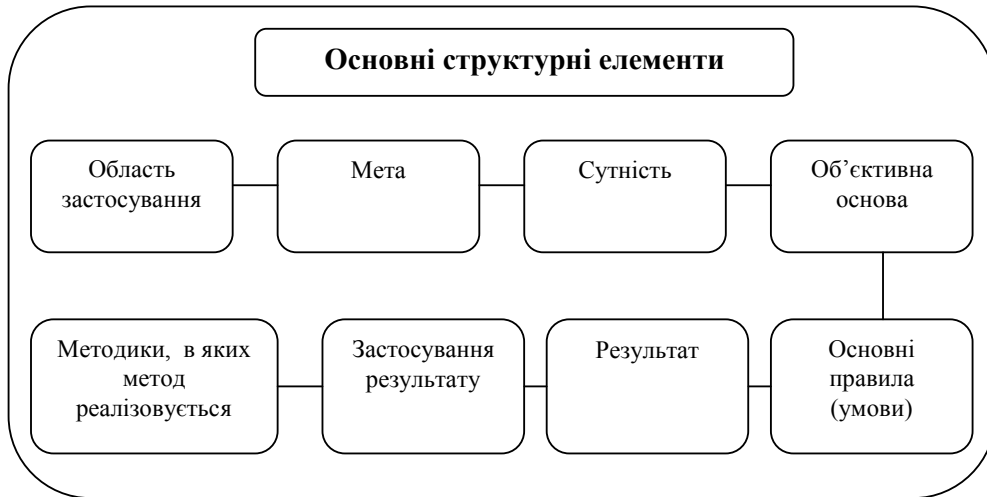 Основні структурні елементи
Область
застосування
Мета
Сутність
Об’єктивна
основа
Методики,  в яких
метод
реалізовується
Застосування
результату
Результат
Основні
правила
(умови)